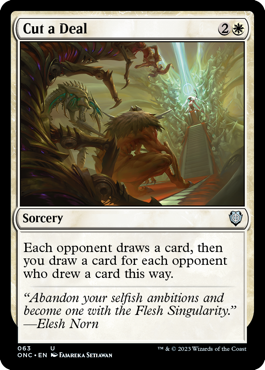 Cut a Deal 2
Sorcery
Each opponent draws a card, then
you draw a card for each opponent
who drew a card this way.
“Abandon your selfish ambitions and
become one with the Flesh Singularity.”
—Elesh Norn
063 U
ONC • EN Fajareka Setiawan
™ & © 2023 Wizards of the Coast